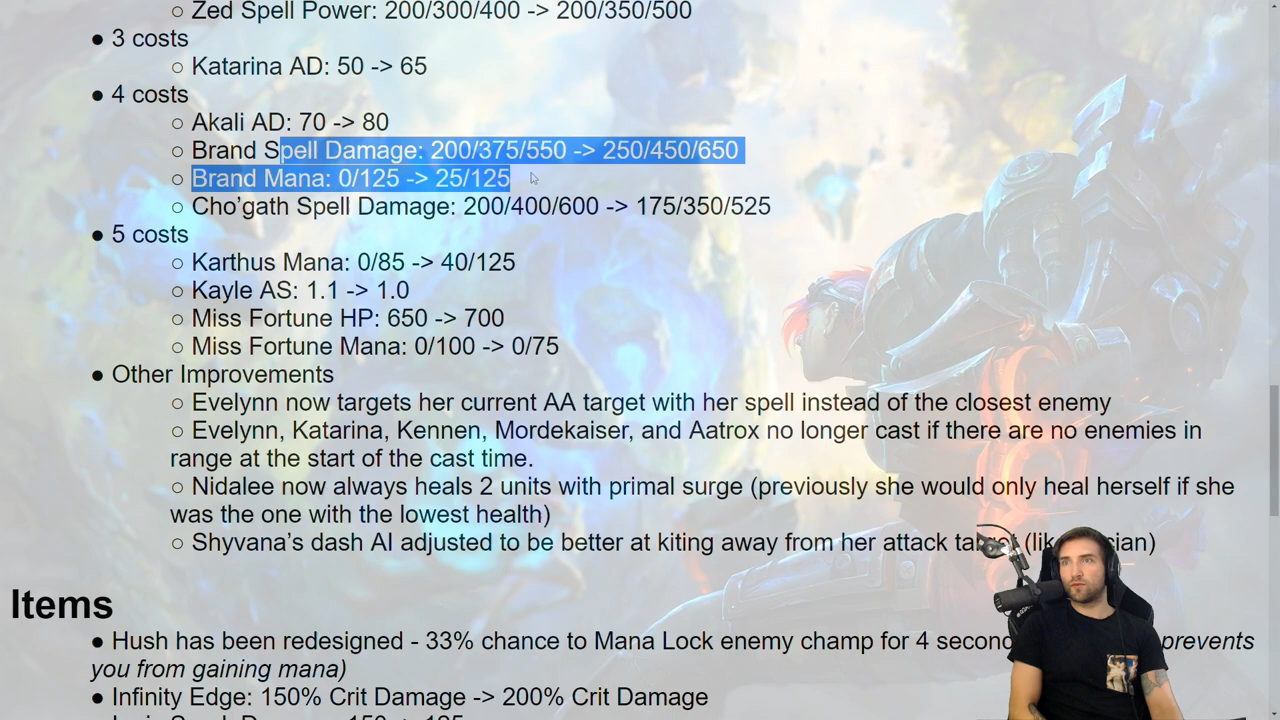 ○ Zed Spell Power: 200/300/400 -> 200/350/500
● 3 costs
○ Katarina AD: 50 -> 65
● 4 costs
○ Akali AD: 70 -> 80
○ Brand Spell Damage: 200/375/550 -> 250/450/650
○ Brand Mana: 0/125 -> 25/125
○ Cho’gath Spell Damage: 200/400/600 -> 175/350/525
● 5 costs
○ Karthus Mana: 0/85 -> 40/125
○ Kayle AS: 1.1 -> 1.0
○ Miss Fortune HP: 650 -> 700
○ Miss Fortune Mana: 0/100 -> 0/75
● Other Improvements
○ Evelynn now targets her current AA target with her spell instead of the closest enemy
○ Evelynn, Katarina, Kennen, Mordekaiser, and Aatrox no longer cast if there are no enemies in
range at the start of the cast time.
○ Nidalee now always heals 2 units with primal surge (previously she would only heal herself if she
was the one with the lowest health)
○ Shyvana’s dash AI adjusted to be better at kiting away from her attack
Items
● Hush has been redesigned - 33% chance to Mana Lock enemy champ for 4 prevents
you from gaining mana)
● Infinity Edge: 150% Crit Damage -> 200% Crit Damage